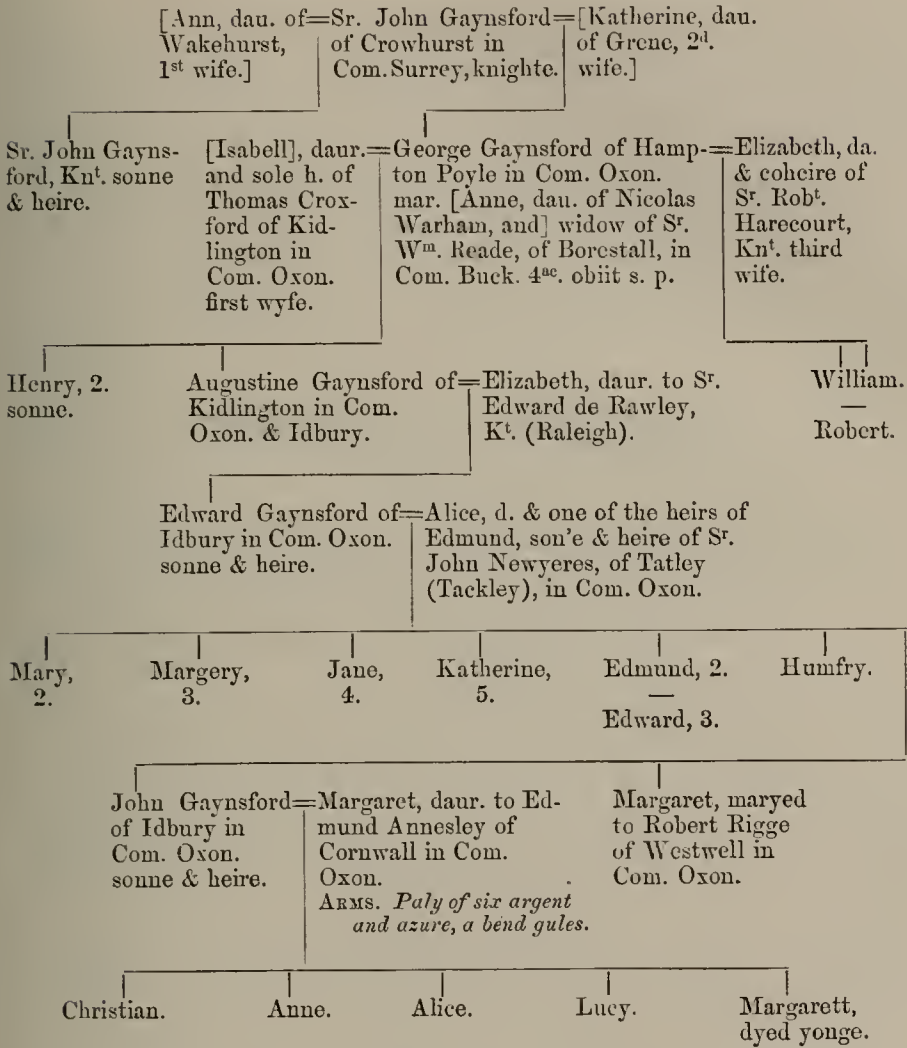 [Ann, dau. of=Sr. John Gaynsford=[Katherine, dau.
Wakehurst, of Crowhurst in of Grene, 2d.
1st wife.] Com. Surrey, knighte. wife.]
Sr. John Gayns- [Isabell], daur.=George Gaynsford of Hamp-=Elizabeth, da.
ford, Knt. sonne and sole h. of ton Poyle in Com. Oxon. & coheire of
& heire. Thomas Crox- mar. [Anne, dau. of Nicolas Sr. Robt.
ford of Kid- Warham, and] widow of Sr. Harecourt,
lington in Wm. Reade, of Borestall, in Knt. third
Com. Oxon. Com. Buck. 4ae. obiit s. p. wife.
first wyfe.
Henry, 2. Augustine Gaynsford of=Elizabeth, daur. to Sr. William.
sonne. Kidlington in Com. Edward de Rawley, —
Oxon. & Idbury. Kt. (Raleigh). Robert.
Edward Gaynsford of=Alice, d. & one of the heirs of
Idbury in Com. Oxon. Edmund, son'e & heire of Sr.
sonne & heire. John Newyeres, of Tatley
(Tackley), in Com. Oxon.
Mary, Margery, Jane, Katherine, Edmund, 2. Humfry.
2. 3. 4. 5. —
Edward, 3.
John Gaynsford=Margaret, daur. to Ed- Margaret, maryed
of Idbury in mund Annesley of to Robert Rigge
Com. Oxon. Cornwall in Com. of Westwell in
sonne & heire. Oxon. Com. Oxon.
ARMS. Paly of six argent
and azure, a bend gules.
Christian. Anne. Alice. Lucy. Margarett,
dyed yonge.